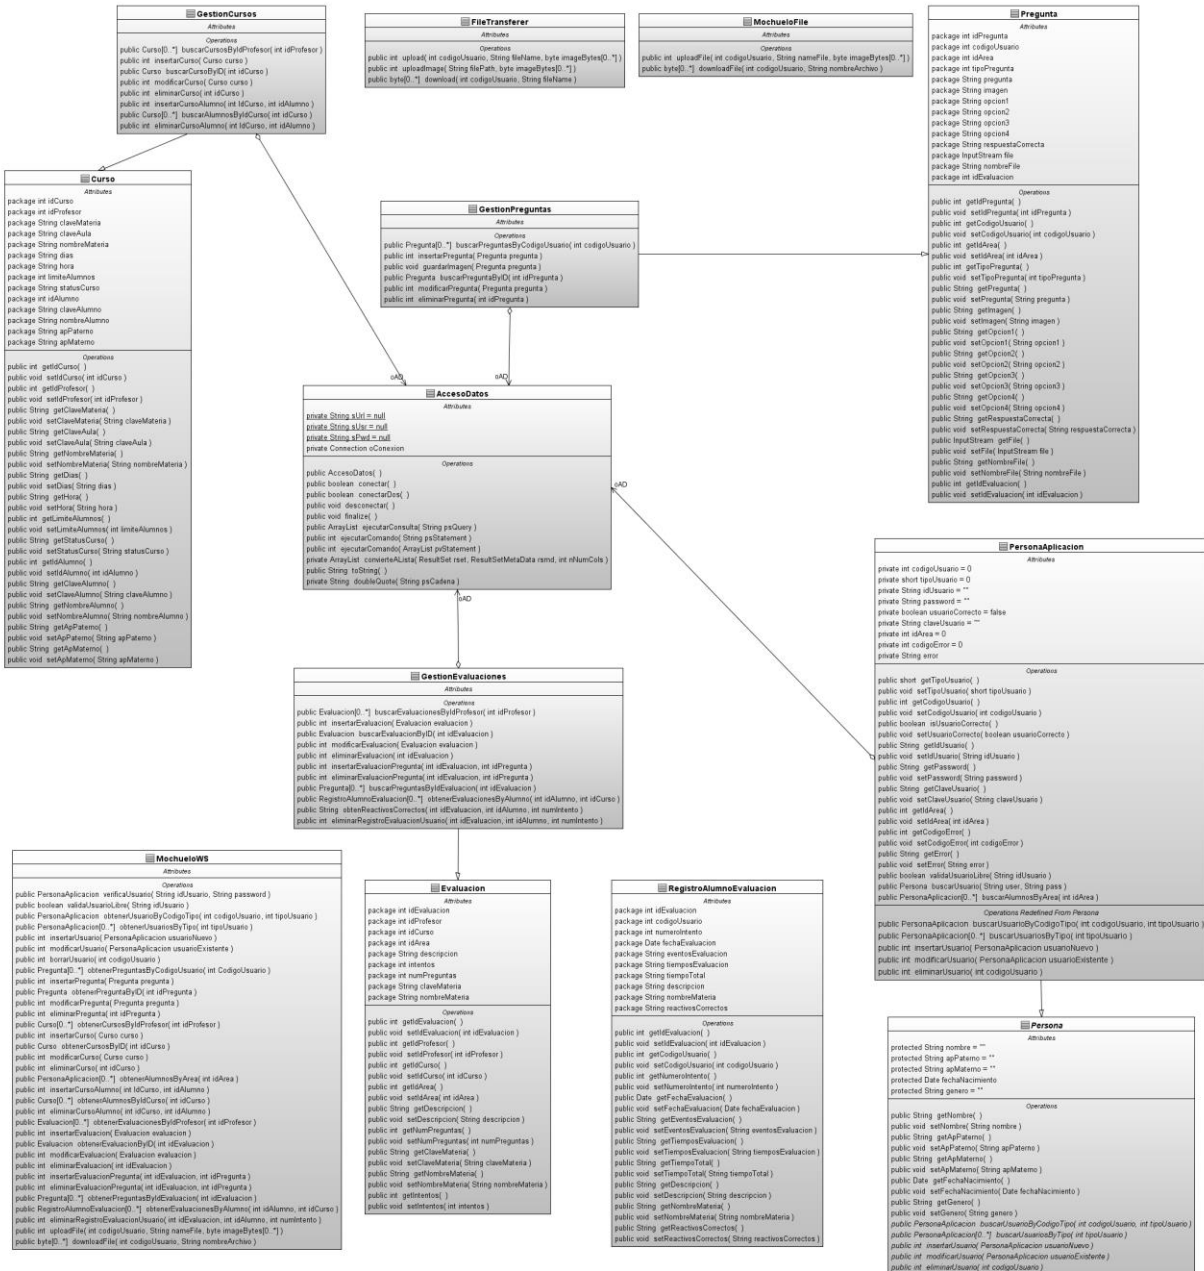 GestionCursos
Attributes
Operations
public Curso[0..*] buscarCursosByIdProfesor( int idProfesor )
public int insertarCurso( Curso curso )
public Curso buscarCursoByID( int idCurso )
public int modificarCurso( Curso curso )
public int eliminarCurso( int idCurso )
public int insertarCursoAlumno( int IdCurso, int idAlumno )
public Curso[0..*] buscarAlumnosByIdCurso( int idCurso )
public int eliminarCursoAlumno( int IdCurso, int idAlumno )
FileTransferer
Attributes
Operations
public int upload( int codigoUsuario, String fileName, byte imageBytes[0..*] )
public int uploadImage( String filePath, byte imageBytes[0..*] )
public byte[0..*] download( int codigoUsuario, String fileName )
MochueloFile
Attributes
Operations
public int uploadFile( int codigoUsuario, String nameFile, byte imageBytes[0..*] )
public byte[0..*] downloadFile( int codigoUsuario, String nombreArchivo )
Pregunta
Attributes
package int idPregunta
package int codigoUsuario
package int idArea
package int tipoPregunta
package String pregunta
package String imagen
package String opcion1
package String opcion2
package String opcion3
package String opcion4
package String respuestaCorrecta
package InputStream file
package String nombreFile
package int idEvaluacion
Operations
public int getIdPregunta( )
public void setIdPregunta( int idPregunta )
public int getCodigoUsuario( )
public void setCodigoUsuario( int codigoUsuario )
public int getIdArea( )
public void setIdArea( int idArea )
public int getTipoPregunta( )
public void setTipoPregunta( int tipoPregunta )
public String getPregunta( )
public void setPregunta( String pregunta )
public String getImagen( )
public void setImagen( String imagen )
public String getOpcion1( )
public void setOpcion1( String opcion1 )
public String getOpcion2( )
public void setOpcion2( String opcion2 )
public String getOpcion3( )
public void setOpcion3( String opcion3 )
public String getOpcion4( )
public void setOpcion4( String opcion4 )
public String getRespuestaCorrecta( )
public void setRespuestaCorrecta( String respuestaCorrecta )
public InputStream getFile( )
public void setFile( InputStream file )
public String getNombreFile( )
public void setNombreFile( String nombreFile )
public int getIdEvaluacion( )
public void setIdEvaluacion( int idEvaluacion )
Curso
Attributes
package int idCurso
package int idProfesor
package String claveMateria
package String claveAula
package String nombreMateria
package String dias
package String hora
package int limiteAlumnos
package String statusCurso
package int idAlumno
package String claveAlumno
package String nombreAlumno
package String apPaterno
package String apMaterno
Operations
public int getIdCurso( )
public void setIdCurso( int idCurso )
public int getIdProfesor( )
public void setIdProfesor( int idProfesor )
public String getClaveMateria( )
public void setClaveMateria( String claveMateria )
public String getClaveAula( )
public void setClaveAula( String claveAula )
public String getNombreMateria( )
public void setNombreMateria( String nombreMateria )
public String getDias( )
public void setDias( String dias )
public String getHora( )
public void setHora( String hora )
public int getLimiteAlumnos( )
public void setLimiteAlumnos( int limiteAlumnos )
public String getStatusCurso( )
public void setStatusCurso( String statusCurso )
public int getIdAlumno( )
public void setIdAlumno( int idAlumno )
public String getClaveAlumno( )
public void setClaveAlumno( String claveAlumno )
public String getNombreAlumno( )
public void setNombreAlumno( String nombreAlumno )
public String getApPaterno( )
public void setApPaterno( String apPaterno )
public String getApMaterno( )
public void setApMaterno( String apMaterno )
GestionPreguntas
Attributes
Operations
public Pregunta[0..*] buscarPreguntasByCodigoUsuario( int codigoUsuario )
public int insertarPregunta( Pregunta pregunta )
public void guardarImagen( Pregunta pregunta )
public Pregunta buscarPreguntaByID( int idPregunta )
public int modificarPregunta( Pregunta pregunta )
public int eliminarPregunta( int idPregunta )
oAD
oAD
AccesoDatos
Attributes
private String sUrl = null
private String sUsr = null
private String sPwd = null
private Connection oConexion
Operations
public AccesoDatos( )
public boolean conectar( )
public boolean conectarDos( )
public void desconectar( )
public void finalize( )
public ArrayList ejecutarConsulta( String psQuery )
public int ejecutarComando( String psStatement )
public int ejecutarComando( ArrayList pvStatement )
private ArrayList convierteALista( ResultSet rset, ResultSetMetaData rsmd, int nNumCols )
public String toString( )
private String doubleQuote( String psCadena )
oAD
oAD
PersonaAplicacion
Attributes
private int codigoUsuario = 0
private short tipoUsuario = 0
private String idUsuario = ""
private String password = ""
private boolean usuarioCorrecto = false
private String claveUsuario = ""
private int idArea = 0
private int codigoError = 0
private String error
Operations
public short getTipoUsuario( )
public void setTipoUsuario( short tipoUsuario )
public int getCodigoUsuario( )
public void setCodigoUsuario( int codigoUsuario )
public boolean isUsuarioCorrecto( )
public void setUsuarioCorrecto( boolean usuarioCorrecto )
public String getIdUsuario( )
public void setIdUsuario( String idUsuario )
public String getPassword( )
public void setPassword( String password )
public String getClaveUsuario( )
public void setClaveUsuario( String claveUsuario )
public int getIdArea( )
public void setIdArea( int idArea )
public int getCodigoError( )
public void setCodigoError( int codigoError )
public String getError( )
public void setError( String error )
public boolean validaUsuarioLibre( String idUsuario )
public Persona buscarUsuario( String user, String pass )
public PersonaAplicacion[0..*] buscarAlumnosByArea( int idArea )
Operations Redefined From Persona
public PersonaAplicacion buscarUsuarioByCodigoTipo( int codigoUsuario, int tipoUsuario )
public PersonaAplicacion[0..*] buscarUsuariosByTipo( int tipoUsuario )
public int insertarUsuario( PersonaAplicacion usuarioNuevo )
public int modificarUsuario( PersonaAplicacion usuarioExistente )
public int eliminarUsuario( int codigoUsuario )
GestionEvaluaciones
Attributes
Operations
public Evaluacion[0..*] buscarEvaluacionesByIdProfesor( int idProfesor )
public int insertarEvaluacion( Evaluacion evaluacion )
public Evaluacion buscarEvaluacionByID( int idEvaluacion )
public int modificarEvaluacion( Evaluacion evaluacion )
public int eliminarEvaluacion( int idEvaluacion )
public int insertarEvaluacionPregunta( int idEvaluacion, int idPregunta )
public int eliminarEvaluacionPregunta( int idEvaluacion, int idPregunta )
public Pregunta[0..*] buscarPreguntasByIdEvaluacion( int idEvaluacion )
public RegistroAlumnoEvaluacion[0..*] obtenerEvaluacionesByAlumno( int idAlumno, int idCurso )
public String obtenReactivosCorrectos( int idEvaluacion, int idAlumno, int numIntento )
public int eliminarRegistroEvaluacionUsuario( int idEvaluacion, int idAlumno, int numIntento )
MochueloWS
Attributes
Operations
public PersonaAplicacion verificaUsuario( String idUsuario, String password )
public boolean validaUsuarioLibre( String idUsuario )
public PersonaAplicacion obtenerUsuarioByCodigoTipo( int codigoUsuario, int tipoUsuario )
public PersonaAplicacion[0..*] obtenerUsuariosByTipo( int tipoUsuario )
public int insertarUsuario( PersonaAplicacion usuarioNuevo )
public int modificarUsuario( PersonaAplicacion usuarioExistente )
public int borrarUsuario( int codigoUsuario )
public Pregunta[0..*] obtenerPreguntasByCodigoUsuario( int CodigoUsuario )
public int insertarPregunta( Pregunta pregunta )
public Pregunta obtenerPreguntaByID( int idPregunta )
public int modificarPregunta( Pregunta pregunta )
public int eliminarPregunta( int idPregunta )
public Curso[0..*] obtenerCursosByIdProfesor( int idProfesor )
public int insertarCurso( Curso curso )
public Curso obtenerCursosByID( int idCurso )
public int modificarCurso( Curso curso )
public int eliminarCurso( int idCurso )
public PersonaAplicacion[0..*] obtenerAlumnosByArea( int idArea )
public int insertarCursoAlumno( int IdCurso, int idAlumno )
public Curso[0..*] obtenerAlumnosByIdCurso( int idCurso )
public int eliminarCursoAlumno( int idCurso, int idAlumno )
public Evaluacion[0..*] obtenerEvaluacionesByIdProfesor( int idProfesor )
public int insertarEvaluacion( Evaluacion evaluacion )
public Evaluacion obtenerEvaluacionByID( int idEvaluacion )
public int modificarEvaluacion( Evaluacion evaluacion )
public int eliminarEvaluacion( int idEvaluacion )
public int insertarEvaluacionPregunta( int idEvaluacion, int idPregunta )
public int eliminarEvaluacionPregunta( int idEvaluacion, int idPregunta )
public Pregunta[0..*] obtenerPreguntasByIdEvaluacion( int idEvaluacion )
public RegistroAlumnoEvaluacion[0..*] obtenerEvaluacionesByAlumno( int idAlumno, int idCurso )
public int eliminarRegistroEvaluacionUsuario( int idEvaluacion, int idAlumno, int numIntento )
public int uploadFile( int codigoUsuario, String nameFile, byte imageBytes[0..*] )
public byte[0..*] downloadFile( int codigoUsuario, String nombreArchivo )
Evaluacion
Attributes
package int idEvaluacion
package int idProfesor
package int idCurso
package int idArea
package String descripcion
package int intentos
package int numPreguntas
package String claveMateria
package String nombreMateria
Operations
public int getIdEvaluacion( )
public void setIdEvaluacion( int idEvaluacion )
public int getIdProfesor( )
public void setIdProfesor( int idProfesor )
public int getIdCurso( )
public void setIdCurso( int idCurso )
public int getIdArea( )
public void setIdArea( int idArea )
public String getDescripcion( )
public void setDescripcion( String descripcion )
public int getNumPreguntas( )
public void setNumPreguntas( int numPreguntas )
public String getClaveMateria( )
public void setClaveMateria( String claveMateria )
public String getNombreMateria( )
public void setNombreMateria( String nombreMateria )
public int getIntentos( )
public void setIntentos( int intentos )
RegistroAlumnoEvaluacion
Attributes
package int idEvaluacion
package int codigoUsuario
package int numeroIntento
package Date fechaEvaluacion
package String eventosEvaluacion
package String tiemposEvaluacion
package String tiempoTotal
package String descripcion
package String nombreMateria
package String reactivosCorrectos
Operations
public int getIdEvaluacion( )
public void setIdEvaluacion( int idEvaluacion )
public int getCodigoUsuario( )
public void setCodigoUsuario( int codigoUsuario )
public int getNumeroIntento( )
public void setNumeroIntento( int numeroIntento )
public Date getFechaEvaluacion( )
public void setFechaEvaluacion( Date fechaEvaluacion )
public String getEventosEvaluacion( )
public void setEventosEvaluacion( String eventosEvaluacion )
public String getTiemposEvaluacion( )
public void setTiemposEvaluacion( String tiemposEvaluacion )
public String getTiempoTotal( )
public void setTiempoTotal( String tiempoTotal )
public String getDescripcion( )
public void setDescripcion( String descripcion )
public String getNombreMateria( )
public void setNombreMateria( String nombreMateria )
public String getReactivosCorrectos( )
public void setReactivosCorrectos( String reactivosCorrectos )
Persona
Attributes
protected String nombre = ""
protected String apPaterno = ""
protected String apMaterno = ""
protected Date fechaNacimiento
protected String genero = ""
Operations
public String getNombre( )
public void setNombre( String nombre )
public String getApPaterno( )
public void setApPaterno( String apPaterno )
public String getApMaterno( )
public void setApMaterno( String apMaterno )
public Date getFechaNacimiento( )
public void setFechaNacimiento( Date fechaNacimiento )
public String getGenero( )
public void setGenero( String genero )
public PersonaAplicacion buscarUsuarioByCodigoTipo( int codigoUsuario, int tipoUsuario )
public PersonaAplicacion[0..*] buscarUsuariosByTipo( int tipoUsuario )
public int insertarUsuario( PersonaAplicacion usuarioNuevo )
public int modificarUsuario( PersonaAplicacion usuarioExistente )
public int eliminarUsuario( int codigoUsuario )